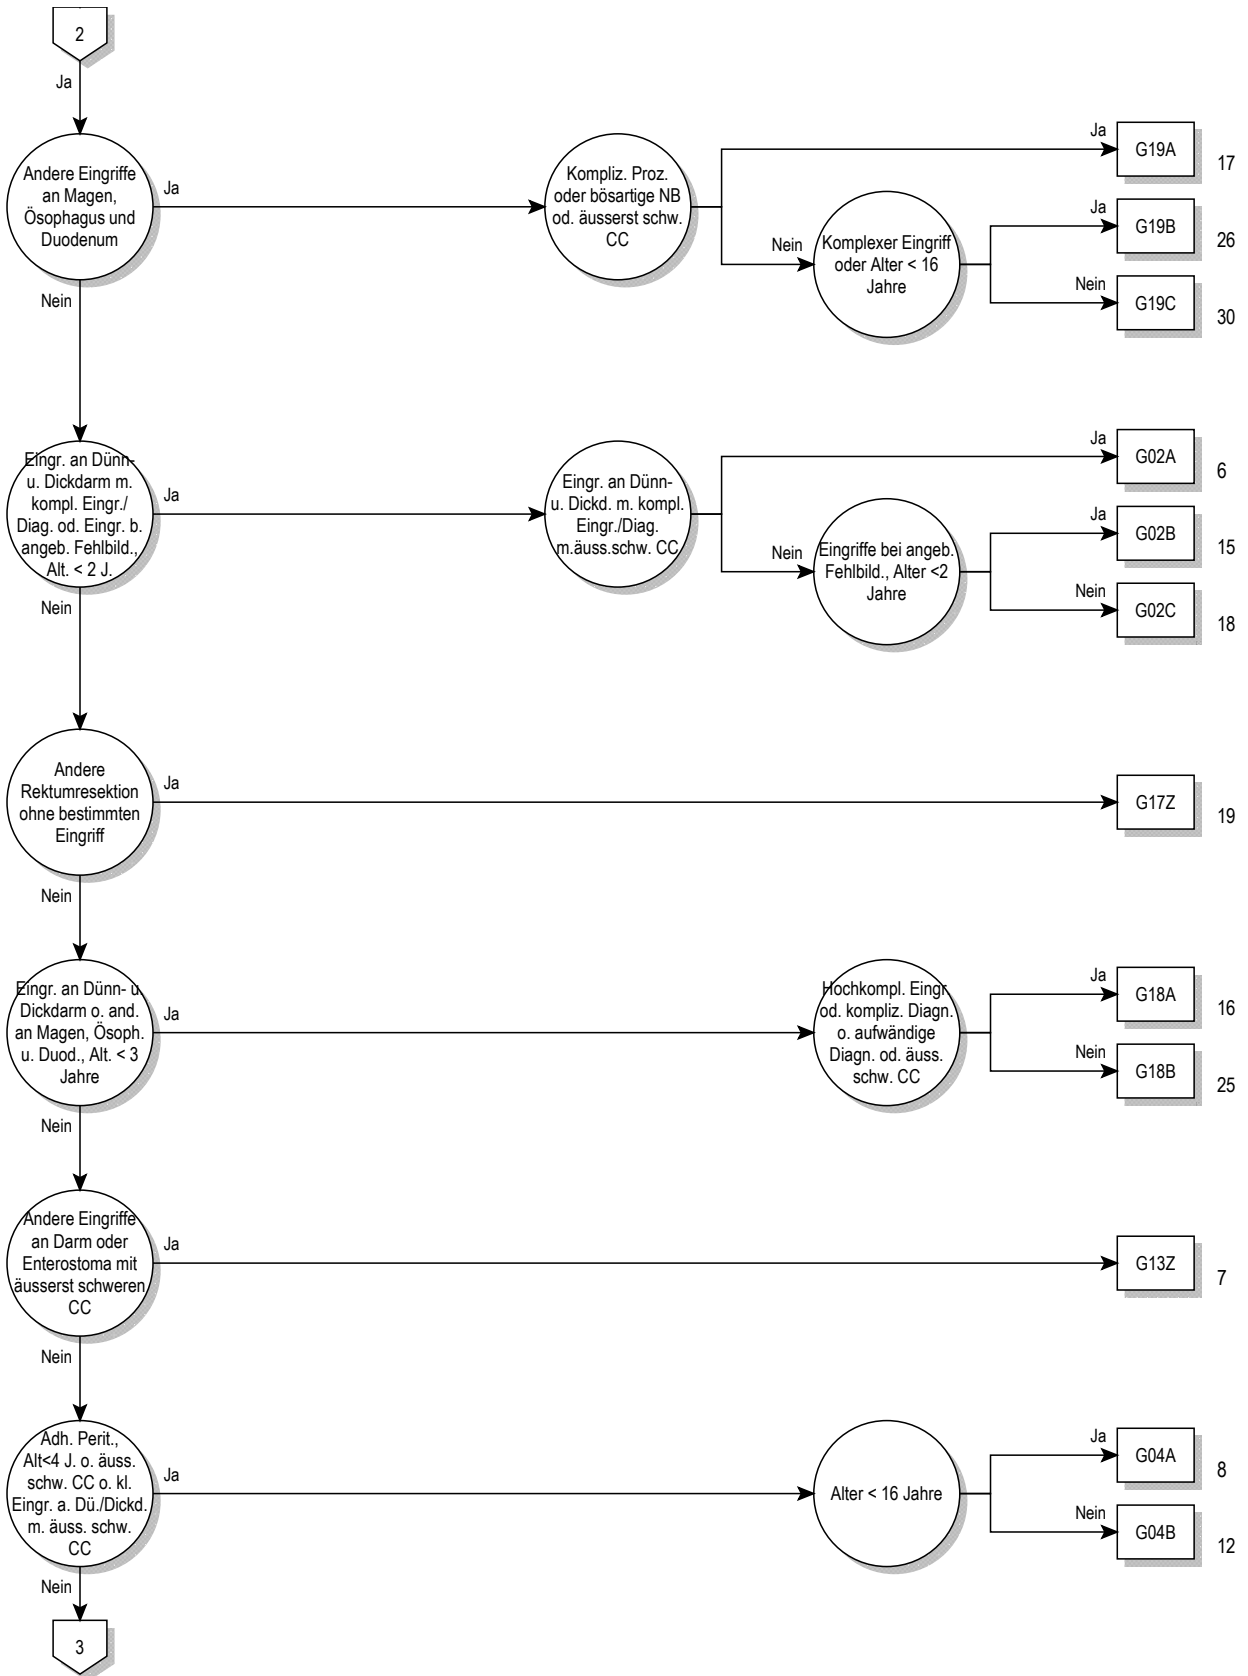 2
Ja
Andere Eingriffe
an Magen,
Ösophagus und
Duodenum
Ja
Kompliz. Proz.
oder bösartige NB
od. äusserst schw.
CC
Ja
G19A
17
Nein
Komplexer Eingriff
oder Alter < 16
Jahre
Ja
G19B
26
Nein
G19C
30
Nein
Eingr. an Dünn-
u. Dickdarm m.
kompl. Eingr./
Diag. od. Eingr. b.
angeb. Fehlbild.,
Alt. < 2 J.
Ja
Eingr. an Dünn-
u. Dickd. m. kompl.
Eingr./Diag.
m.äuss.schw. CC
Ja
G02A
6
Nein
Eingriffe bei angeb.
Fehlbild., Alter <2
Jahre
Ja
G02B
15
Nein
G02C
18
Nein
Andere
Rektumresektion
ohne bestimmten
Eingriff
Ja
G17Z
19
Nein
Eingr. an Dünn- u.
Dickdarm o. and.
an Magen, Ösoph.
u. Duod., Alt. < 3
Jahre
Ja
Hochkompl. Eingr.
od. kompliz. Diagn.
o. aufwändige
Diagn. od. äuss.
schw. CC
Ja
G18A
16
Nein
G18B
25
Nein
Andere Eingriffe
an Darm oder
Enterostoma mit
äusserst schweren
CC
Ja
G13Z
7
Nein
Adh. Perit.,
Alt<4 J. o. äuss.
schw. CC o. kl.
Eingr. a. Dü./Dickd.
m. äuss. schw.
CC
Ja
Alter < 16 Jahre
Ja
G04A
8
Nein
G04B
12
Nein
3